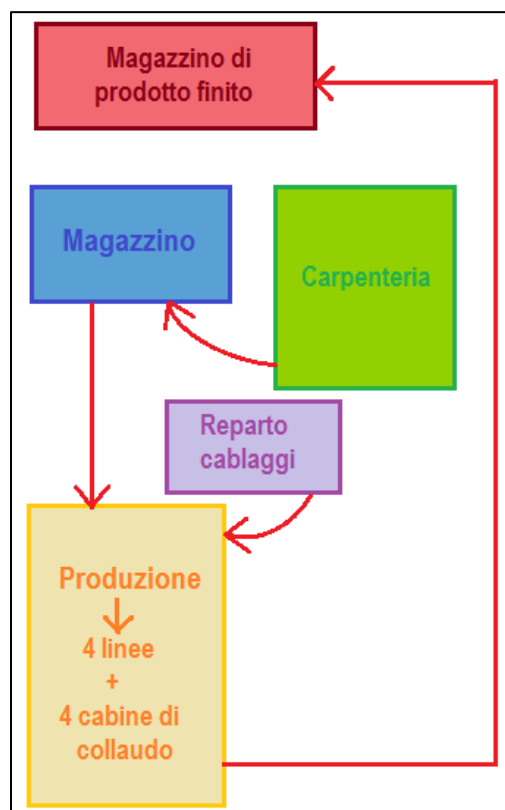 Magazzino di
prodotto finito
Magazzino
Carpenteria
Reparto
cablaggi
Produzione
4 linee
+
4 cabine di
collaudo